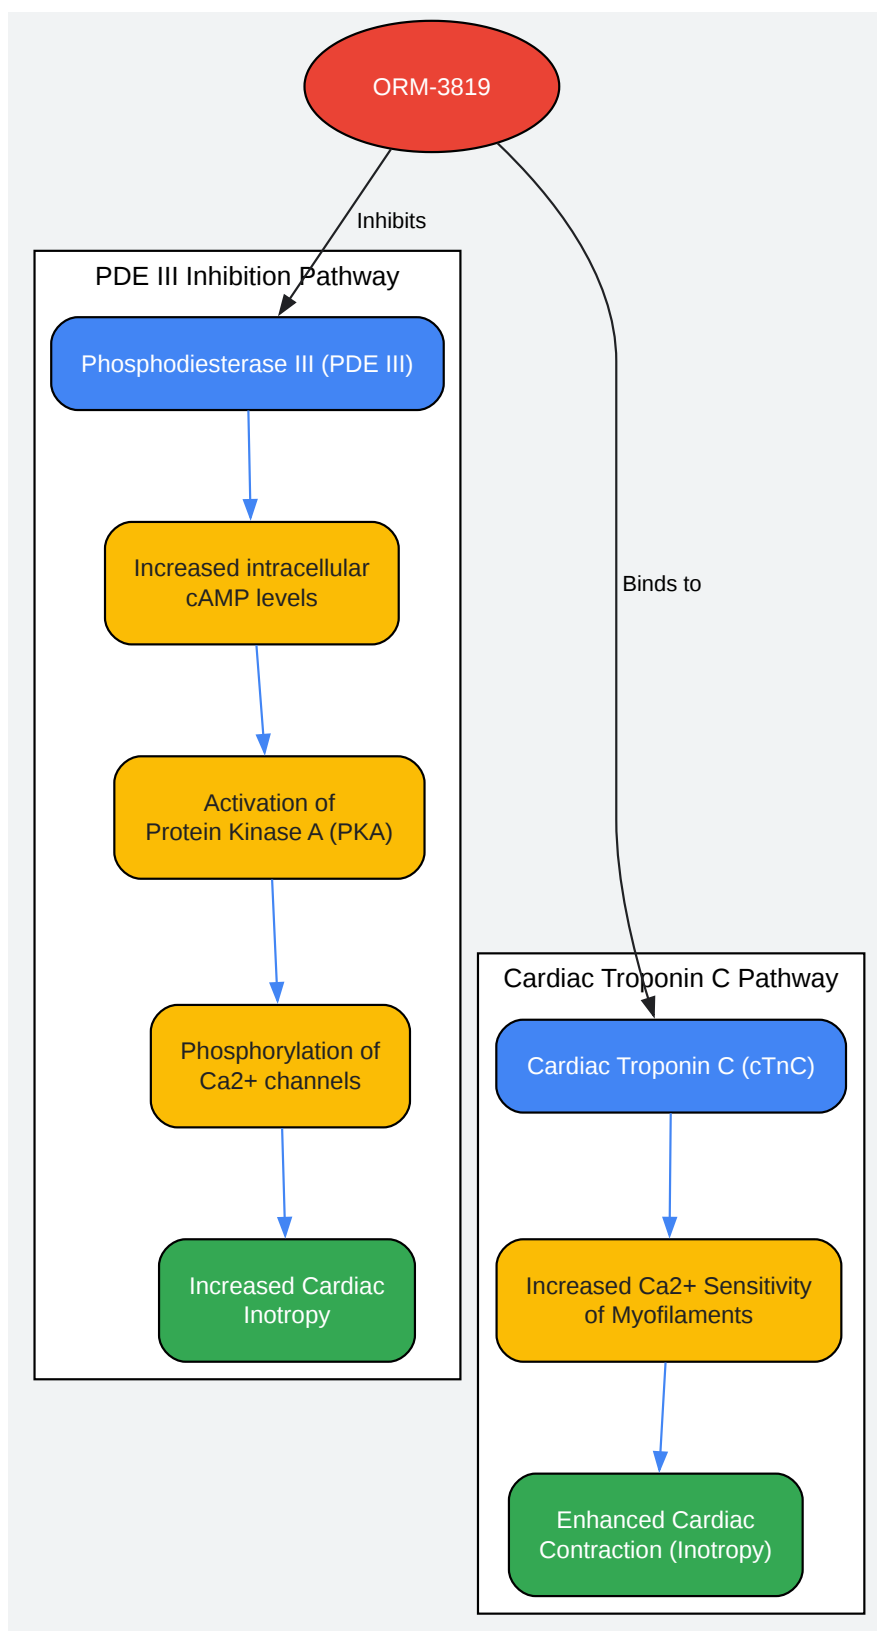 ORM-3819
Inhibits
PDE III Inhibition Pathway
Phosphodiesterase III (PDE III)
Increased intracellular
cAMP levels
Activation of
Protein Kinase A (PKA)
Phosphorylation of
Ca2+ channels
Increased Cardiac
Inotropy
Binds to
Cardiac Troponin C Pathway
Cardiac Troponin C (cTnC)
Increased Ca2+ Sensitivity
of Myofilaments
Enhanced Cardiac
Contraction (Inotropy)